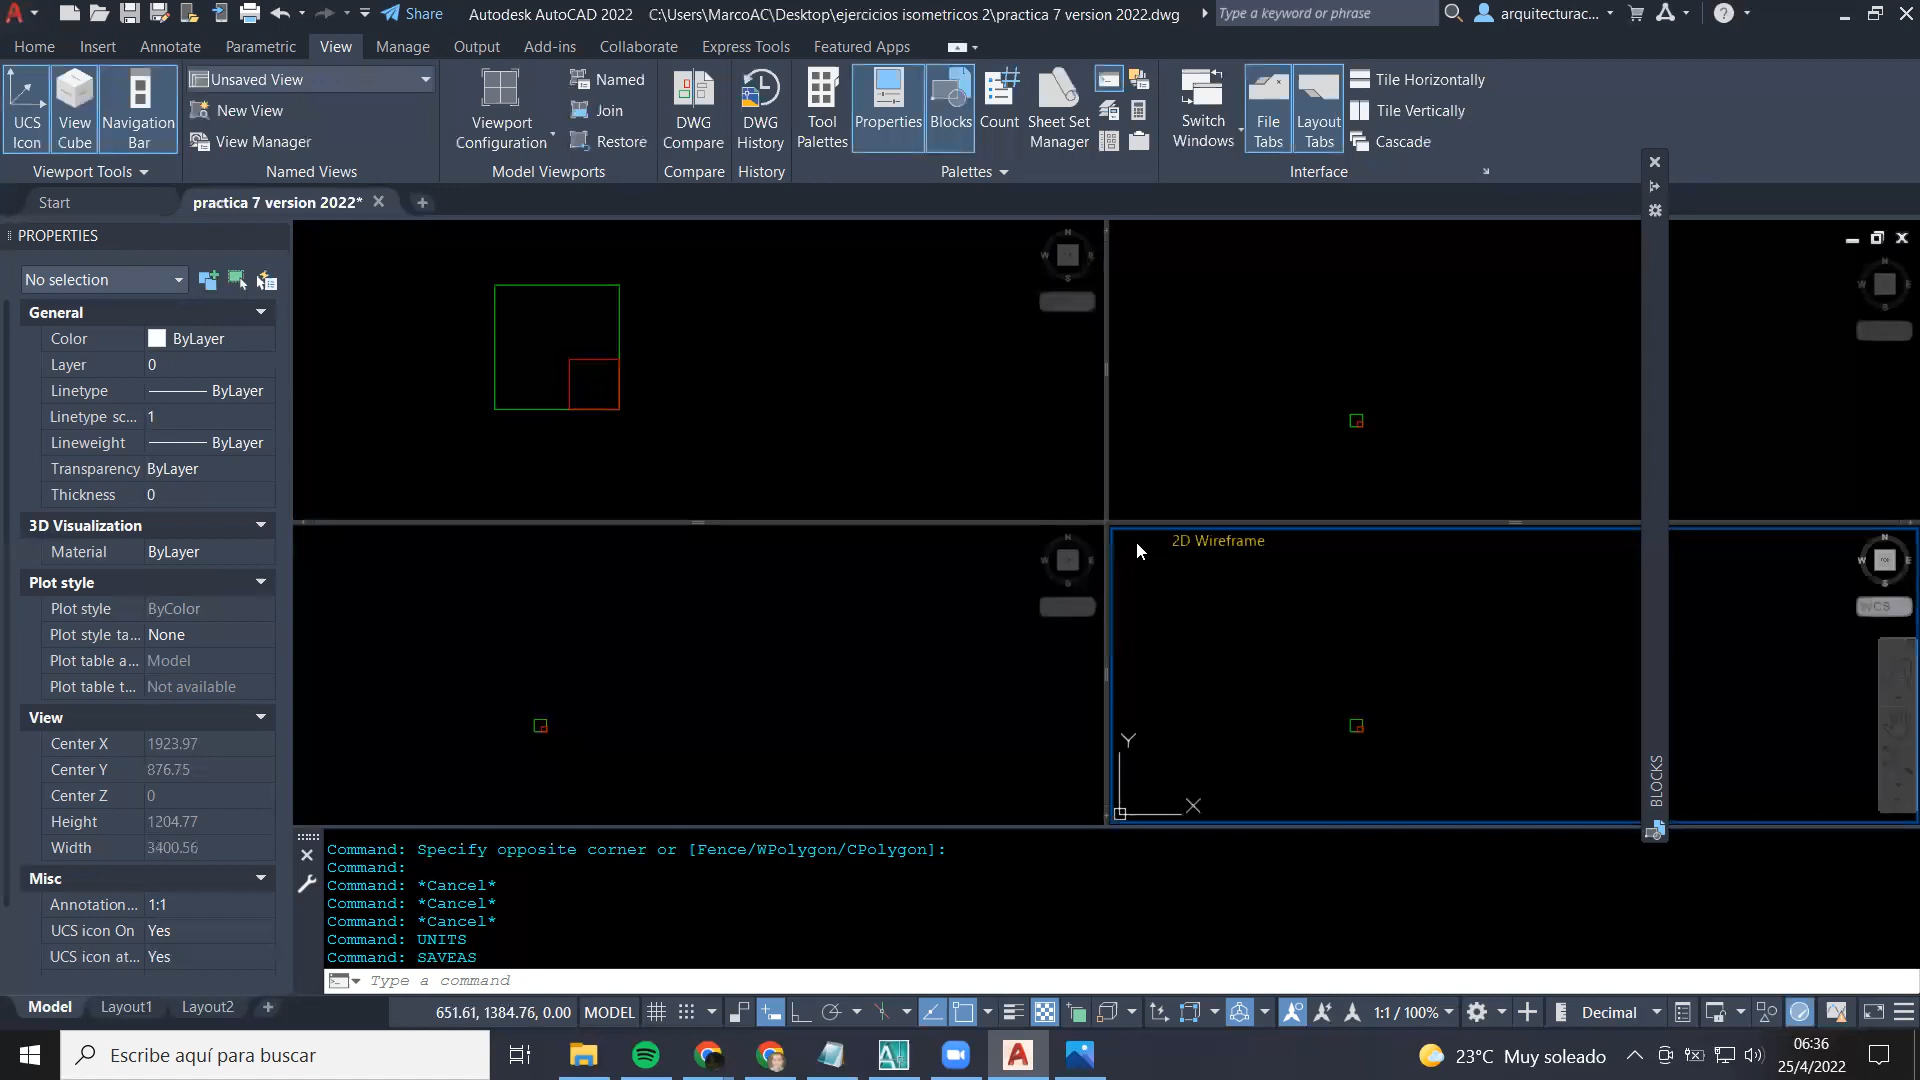 Share
Autodesk AutoCAD 2022
C:\Users\MarcoAC\Desktop\ejercicios isometricos 2\practica 7 version 2022.dwg
Type a keyword or phrase
arquitecturac...
Home Insert Annotate Parametric View Manage Output Add-ins Collaborate Express Tools Featured Apps
UCS Icon
View Cube
Navigation Bar
Viewport Tools
Unsaved View
New View
View Manager
Named Views
Viewport Configuration
Named
Join
Restore
Model Viewports
DWG Compare
Compare
DWG History
History
Tool Palettes
Properties
Blocks
Count
Sheet Set Manager
Palettes
Switch Windows
File Tabs
Layout Tabs
Tile Horizontally
Tile Vertically
Cascade
Interface
Start
practica 7 version 2022*
PROPERTIES
No selection
General
Color ByLayer
Layer 0
Linetype ByLayer
Linetype sc... 1
Lineweight ByLayer
Transparency ByLayer
Thickness 0
3D Visualization
Material ByLayer
Plot style
Plot style ByColor
Plot style ta... None
Plot table a... Model
Plot table t... Not available
View
Center X 1923.97
Center Y 876.75
Center Z 0
Height 1204.77
Width 3400.56
Misc
Annotation... 1:1
UCS icon On Yes
UCS icon at... Yes
N
W
S
N
W E
S
N
W E
S
2D Wireframe
N
W E
S
WCS
Y
X
BLOCKS
Command: Specify opposite corner or [Fence/WPolygon/CPolygon]:
Command:
Command: *Cancel*
Command: *Cancel*
Command: *Cancel*
Command: UNITS
Command: SAVEAS
Type a command
Model Layout1 Layout2
651.61, 1384.76, 0.00 MODEL
1:1 / 100%
Decimal
Escribe aquí para buscar
23°C Muy soleado
06:36
25/4/2022